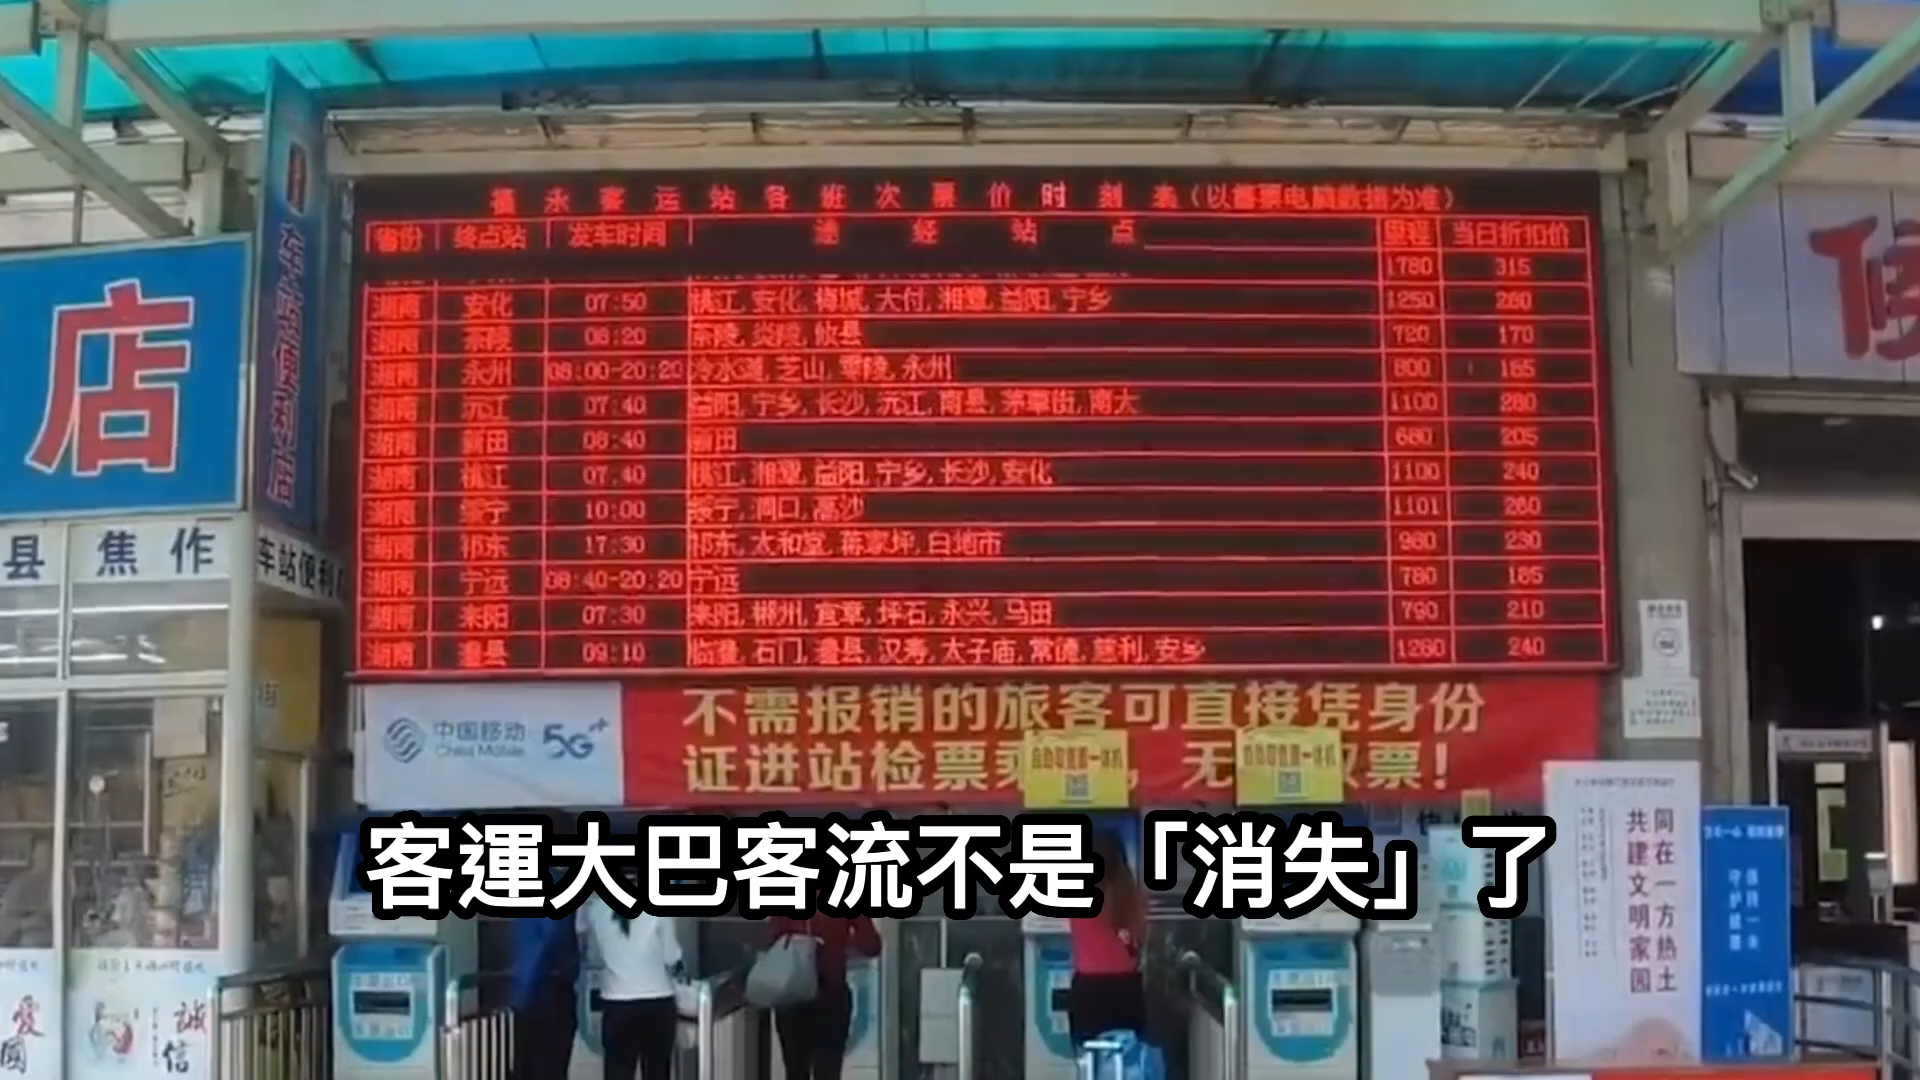 福永客运站各班次票价时刻表(以售票电脑数据为准)
省份 终点站 发车时间 途经站点 里程 当日折扣价
1780 315
湖南 安化 07:50 桃江,安化,梅城,大付,湘潭,益阳,宁乡 1250 260
湖南 茶陵 08:20 茶陵,炎陵,攸县 720 170
湖南 永州 08:00-20:20 冷水滩,芝山,零陵,永州 800 165
湖南 沅江 07:40 益阳,宁乡,长沙,沅江,南县,茅草街,南大 1100 280
湖南 新田 08:40 新田 680 205
湖南 桃江 07:40 桃江,湘潭,益阳,宁乡,长沙,安化 1100 240
湖南 绥宁 10:00 绥宁,洞口,高沙 1101 260
湖南 祁东 17:30 祁东,太和堂,蒋家坪,白地市 980 230
湖南 宁远 08:40-20:20 宁远 780 185
湖南 耒阳 07:30 耒阳,郴州,宜章,坪石,永兴,马田 790 210
湖南 澧县 09:10 临澧,石门,澧县,汉寿,太子庙,常德,慈利,安乡 1280 240
店
车站便利店
县 焦作
车站便利
候
中国移动
China Mobile
5G+
不需报销的旅客可直接凭身份
证进站检票乘,无 取票!
同在一方热土
共建文明家园
客運大巴客流不是「消失」了
爱
國
诚
信